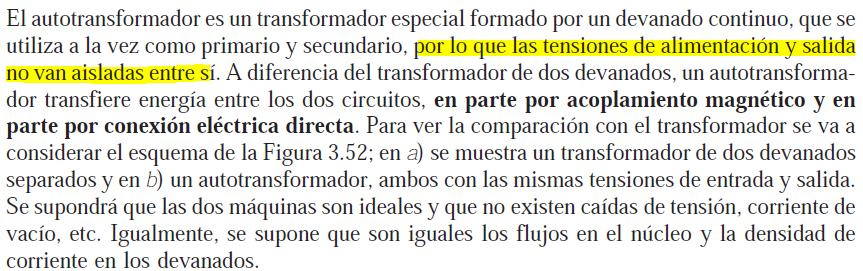 El autotransformador es un transformador especial formado por un devanado continuo, que se
utiliza a la vez como primario y secundario, por lo que las tensiones de alimentación y salida
no van aisladas entre sí. A diferencia del transformador de dos devanados, un autotransforma-
dor transfiere energía entre los dos circuitos, en parte por acoplamiento magnético y en
parte por conexión eléctrica directa. Para ver la comparación con el transformador se va a
considerar el esquema de la Figura 3.52; en a) se muestra un transformador de dos devanados
separados y en b) un autotransformador, ambos con las mismas tensiones de entrada y salida.
Se supondrá que las dos máquinas son ideales y que no existen caídas de tensión, corriente de
vacío, etc. Igualmente, se supone que son iguales los flujos en el núcleo y la densidad de
corriente en los devanados.